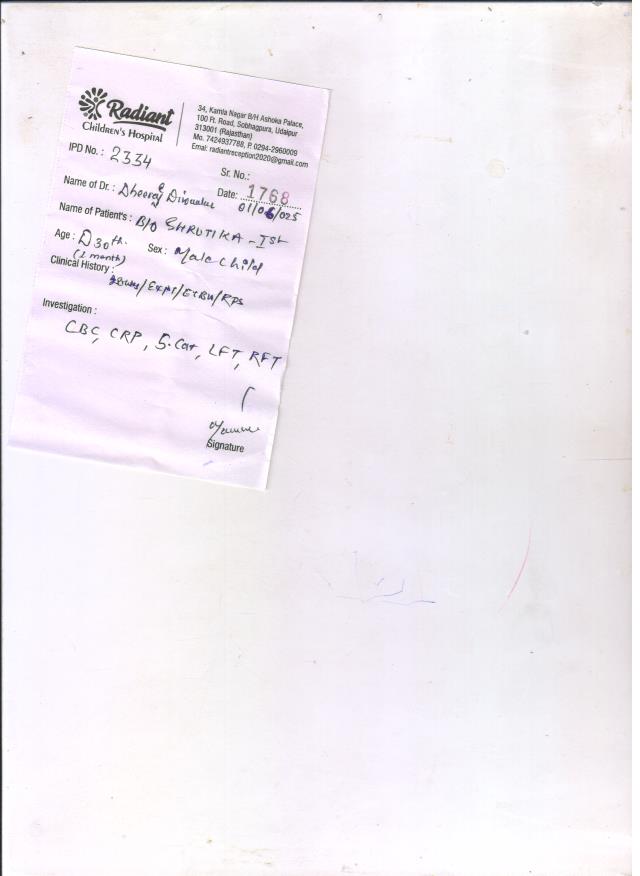 Radiant
Children's Hospital
34, Kamla Nagar B/H Ashoka Palace,
100 Ft. Road, Sobhagpura, Udaipur
313001 (Rajasthan)
Mo. 7424937788, P. 0294-2960009
Emai: radiantreception2020@gmail.com
IPD No. : 2334
Sr. No.: 1768
Name of Dr. : Dheeraj
Date: 01/06/025
Name of Patient's : B/O SHRUTIKA - Ist
Age : D30th
(1 month)
Sex : Male child
Clinical History :
Investigation :
CBC, CRP, S. Cat, LFT, RFT
Signature